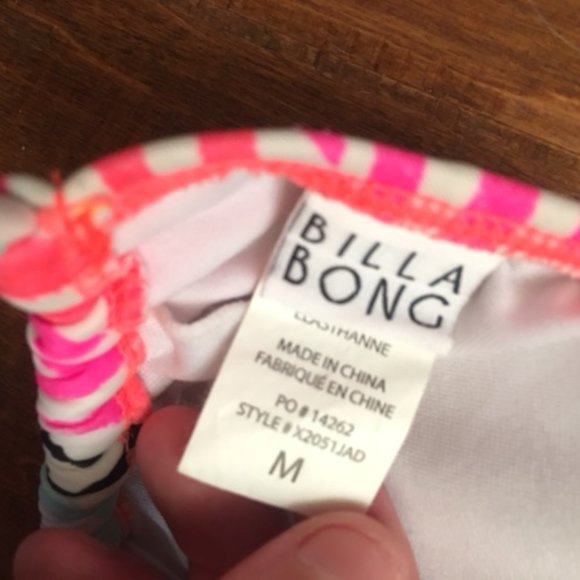 BILLA
BONG
ELASTHANNE
MADE IN CHINA
FABRIQUÉ EN CHINE
PO # 14262
STYLE # X2051JAD
M